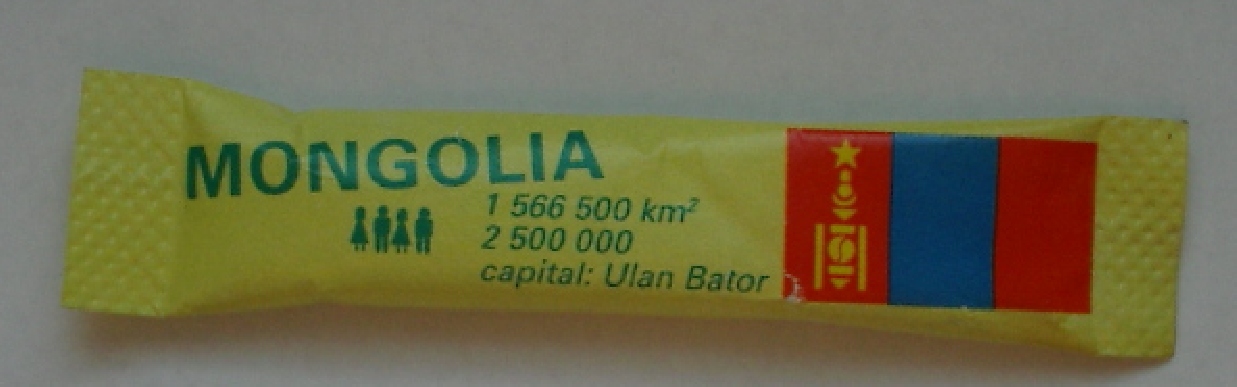 MONGOLIA
1 566 500 km²
2 500 000
capital: Ulan Bator